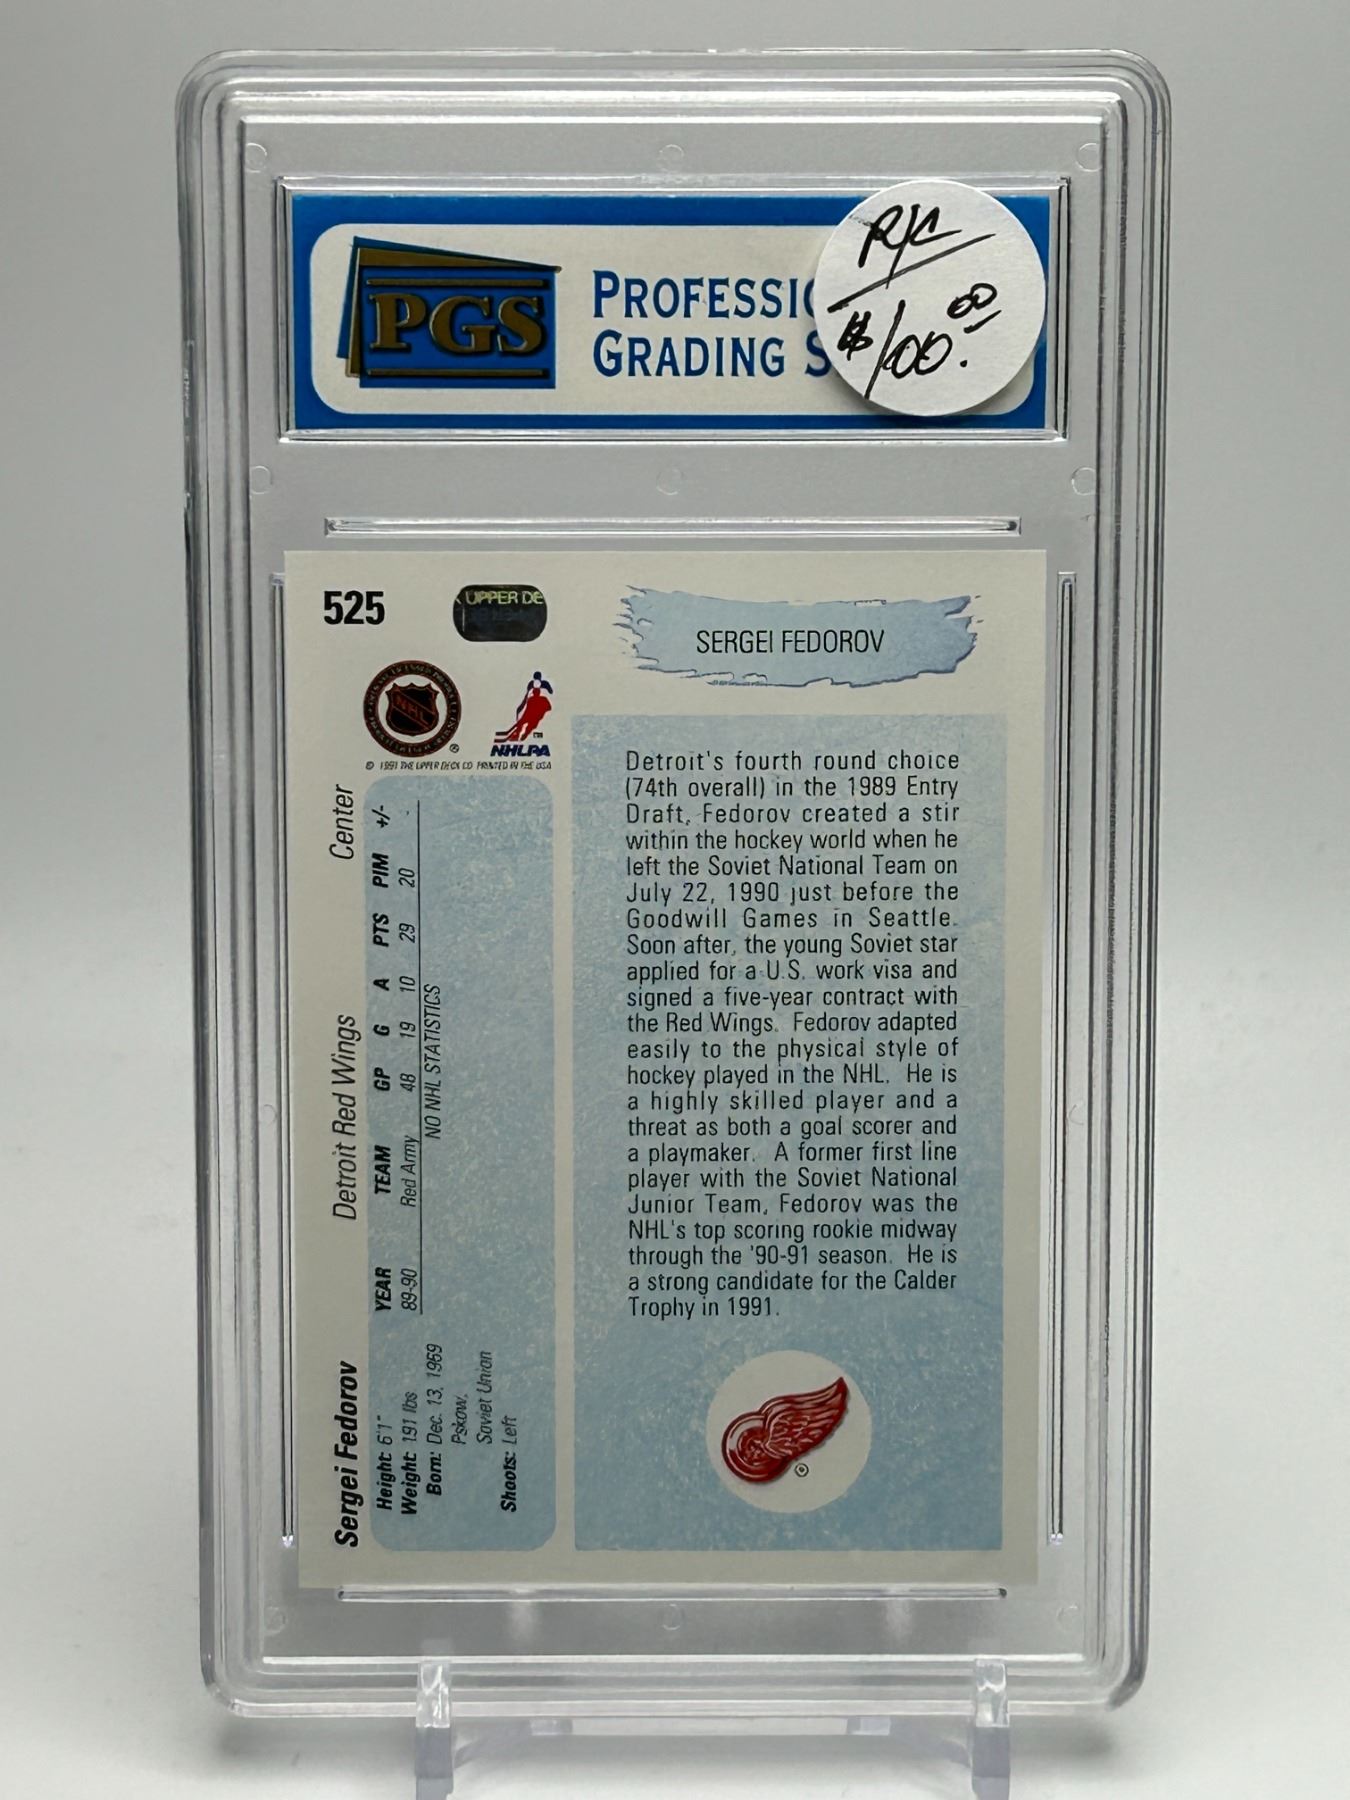 PGS
PROFESSIO
GRADING S
R/C
$100.00
525
UPPER DE
SERGEI FEDOROV
NHL
NHLPA
© 1991 THE UPPER DECK CO PRINTED IN THE USA
Sergei Fedorov Detroit Red Wings Center
YEAR TEAM GP G A PTS PIM +/-
89-90 Red Army 48 19 10 29 20 -
NO NHL STATISTICS
Height: 6'1"
Weight: 191 lbs
Born: Dec. 13, 1969
Pskow,
Soviet Union
Shoots: Left
Detroit's fourth round choice
(74th overall) in the 1989 Entry
Draft, Fedorov created a stir
within the hockey world when he
left the Soviet National Team on
July 22, 1990 just before the
Goodwill Games in Seattle.
Soon after, the young Soviet star
applied for a U.S. work visa and
signed a five-year contract with
the Red Wings. Fedorov adapted
easily to the physical style of
hockey played in the NHL. He is
a highly skilled player and a
threat as both a goal scorer and
a playmaker. A former first line
player with the Soviet National
Junior Team, Fedorov was the
NHL's top scoring rookie midway
through the '90-91 season. He is
a strong candidate for the Calder
Trophy in 1991.